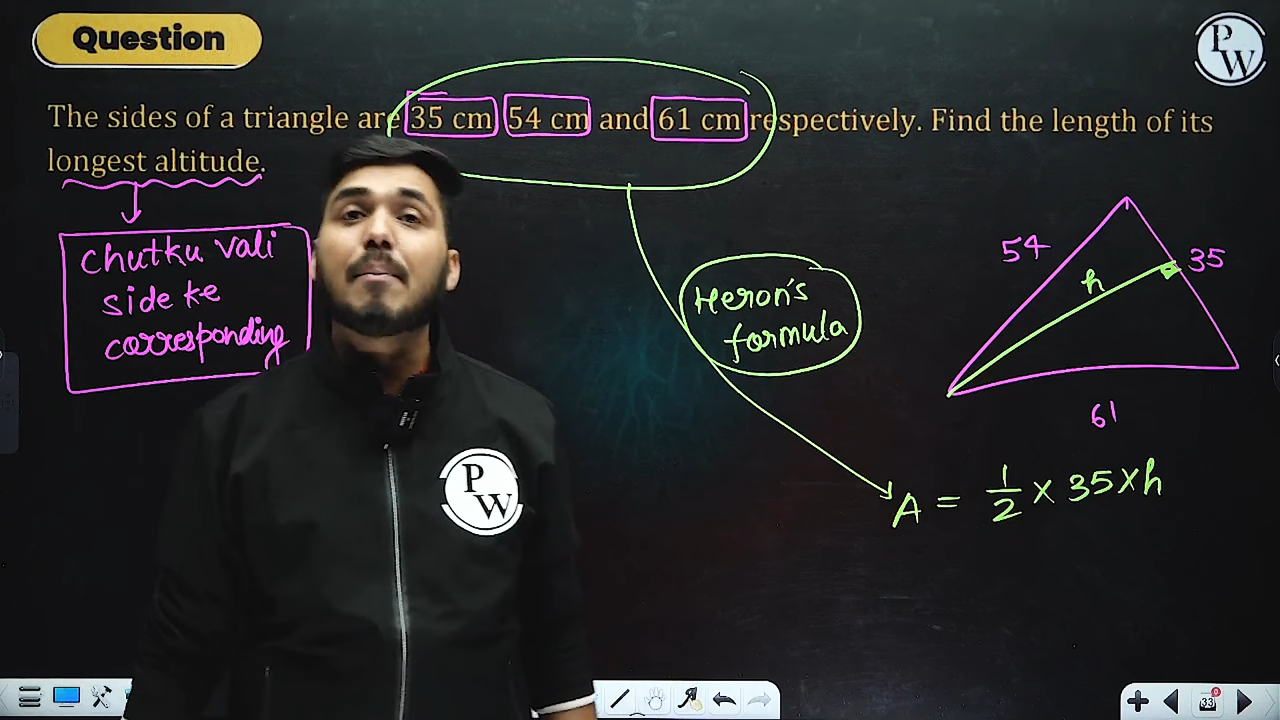 Question
PW
The sides of a triangle are 35 cm 54 cm and 61 cm respectively. Find the length of its
longest altitude.
chutku vali
side ke
corresponding
Heron's
formula
54
h
35
61
A = 1/2 × 35 × h
PW
33